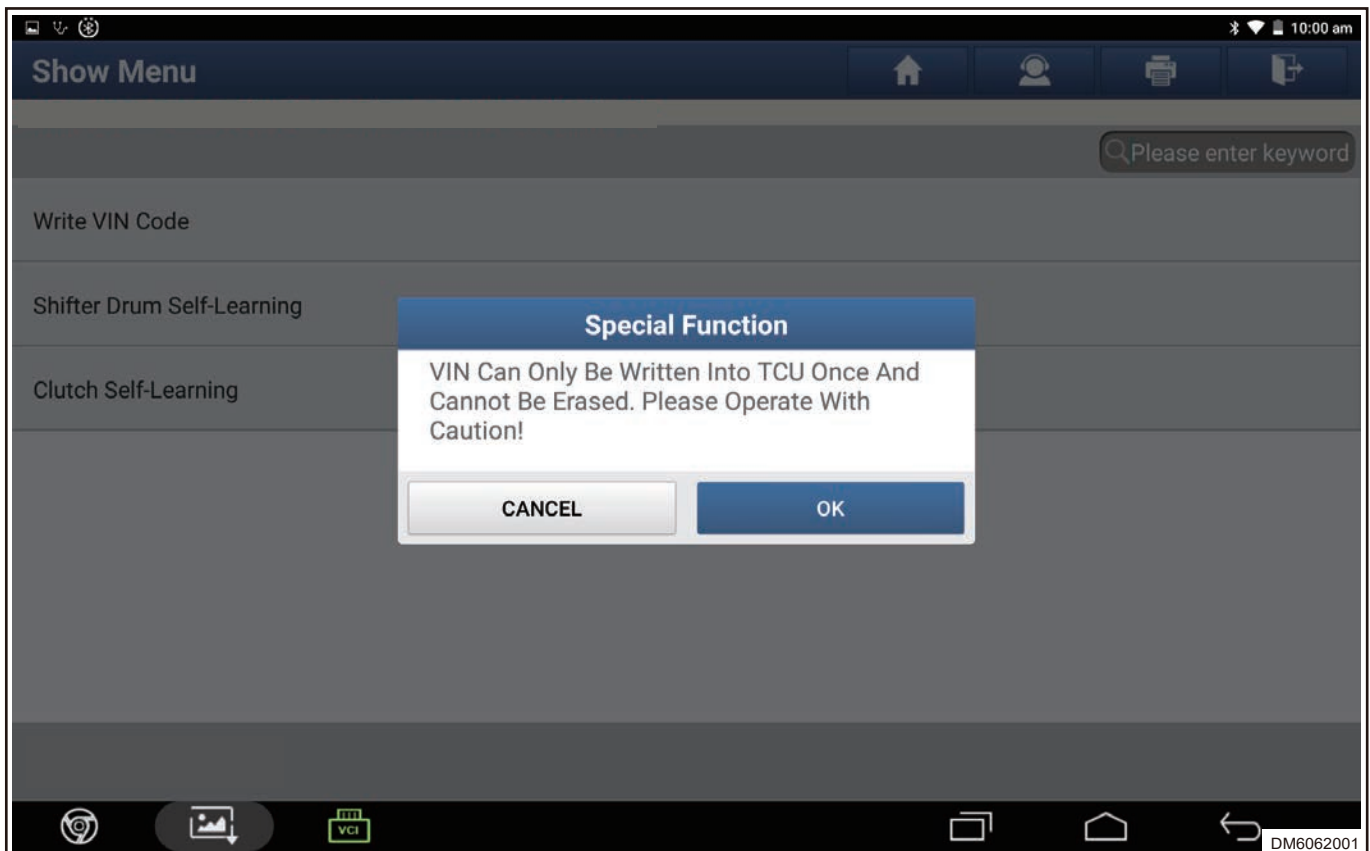 10:00 am
Show Menu
Please enter keyword
Write VIN Code
Shifter Drum Self-Learning
Clutch Self-Learning
Special Function
VIN Can Only Be Written Into TCU Once And
Cannot Be Erased. Please Operate With
Caution!
CANCEL
OK
VCI
DM6062001